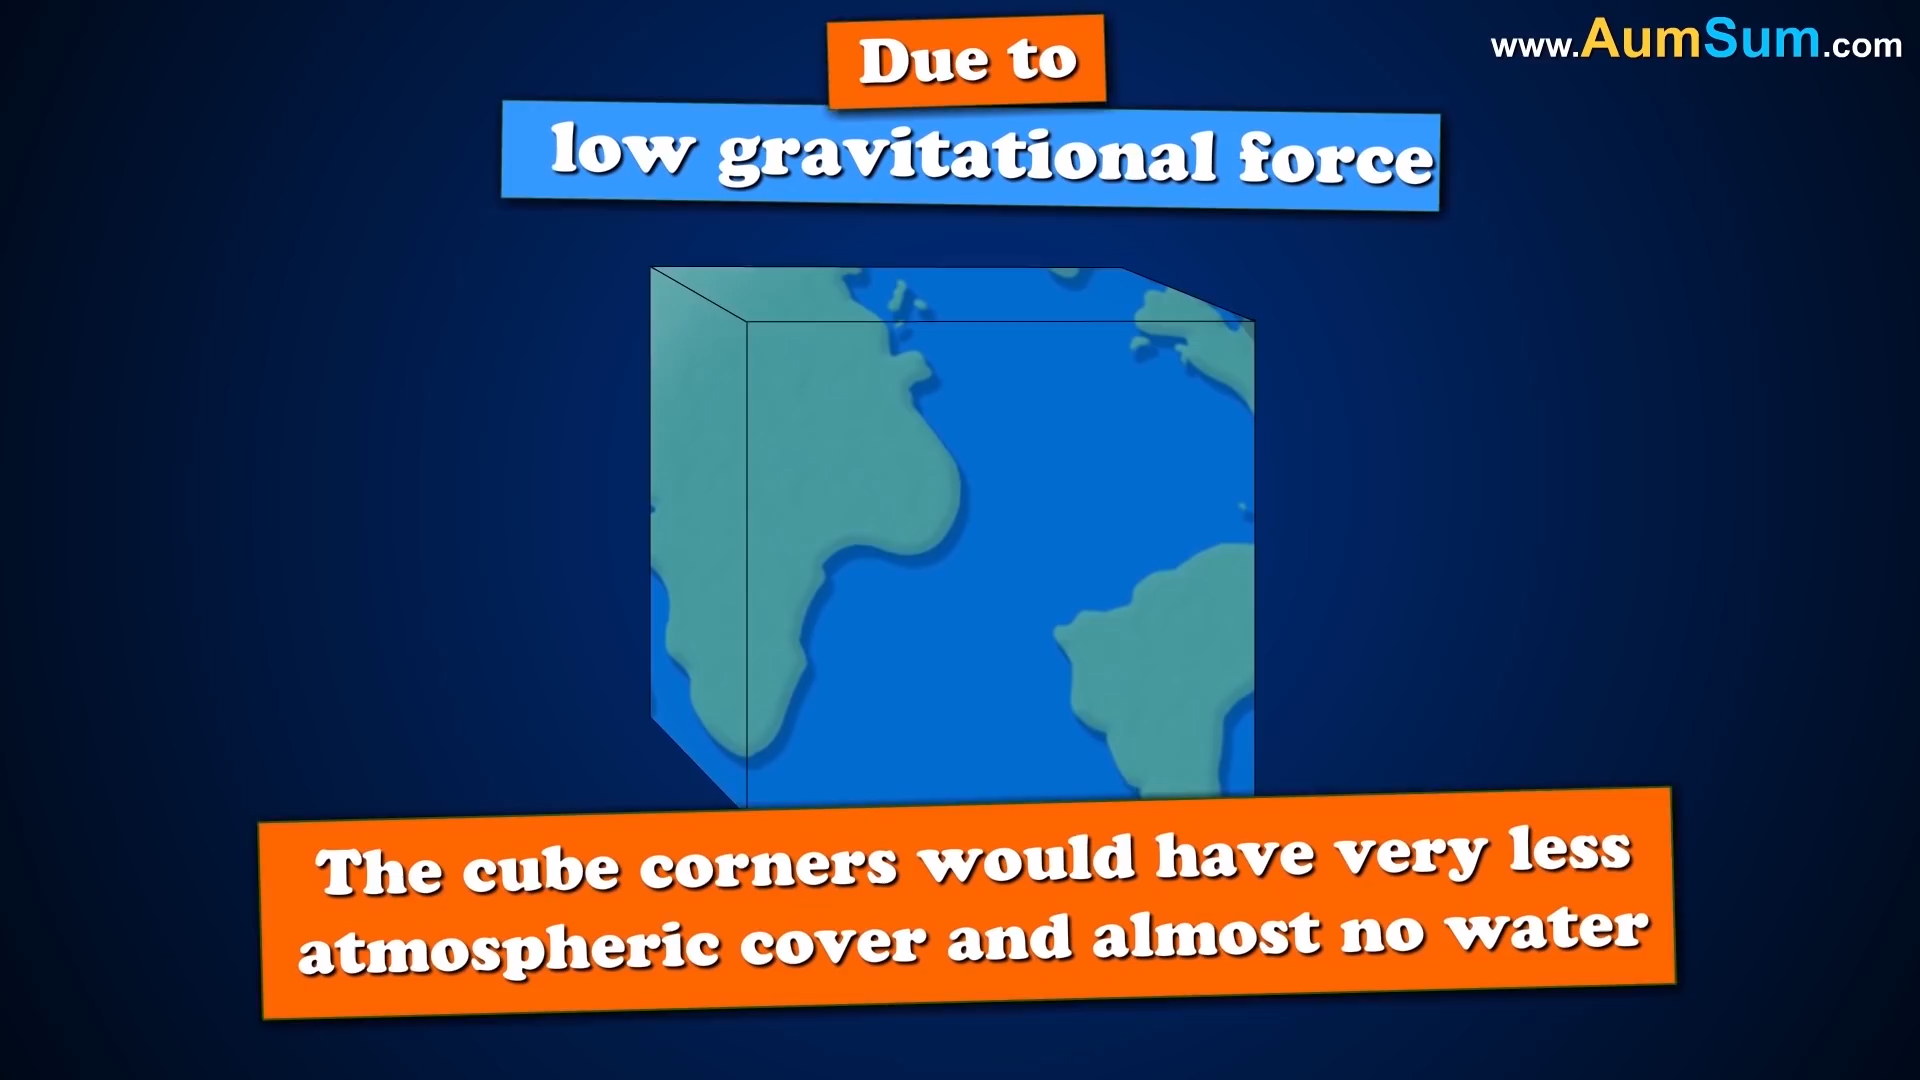 www.AumSum.com
Due to
low gravitational force
The cube corners would have very less
atmospheric cover and almost no water